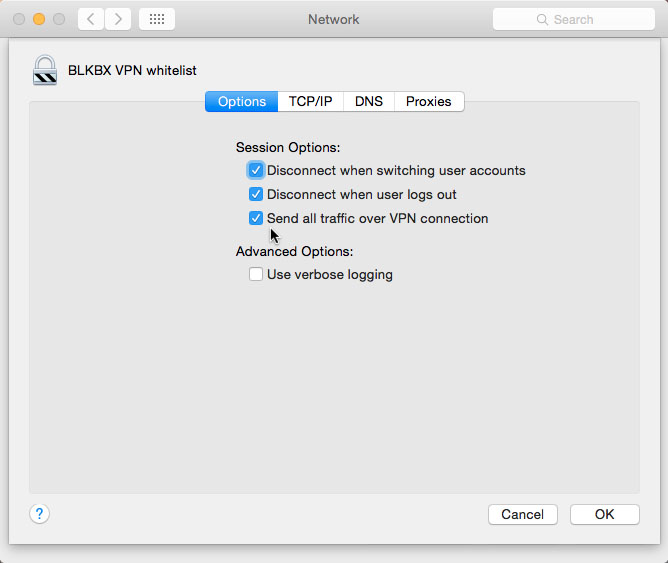 Network
Search
BLKBX VPN whitelist
Options TCP/IP DNS Proxies
Session Options:
Disconnect when switching user accounts
Disconnect when user logs out
Send all traffic over VPN connection
Advanced Options:
Use verbose logging
? Cancel OK